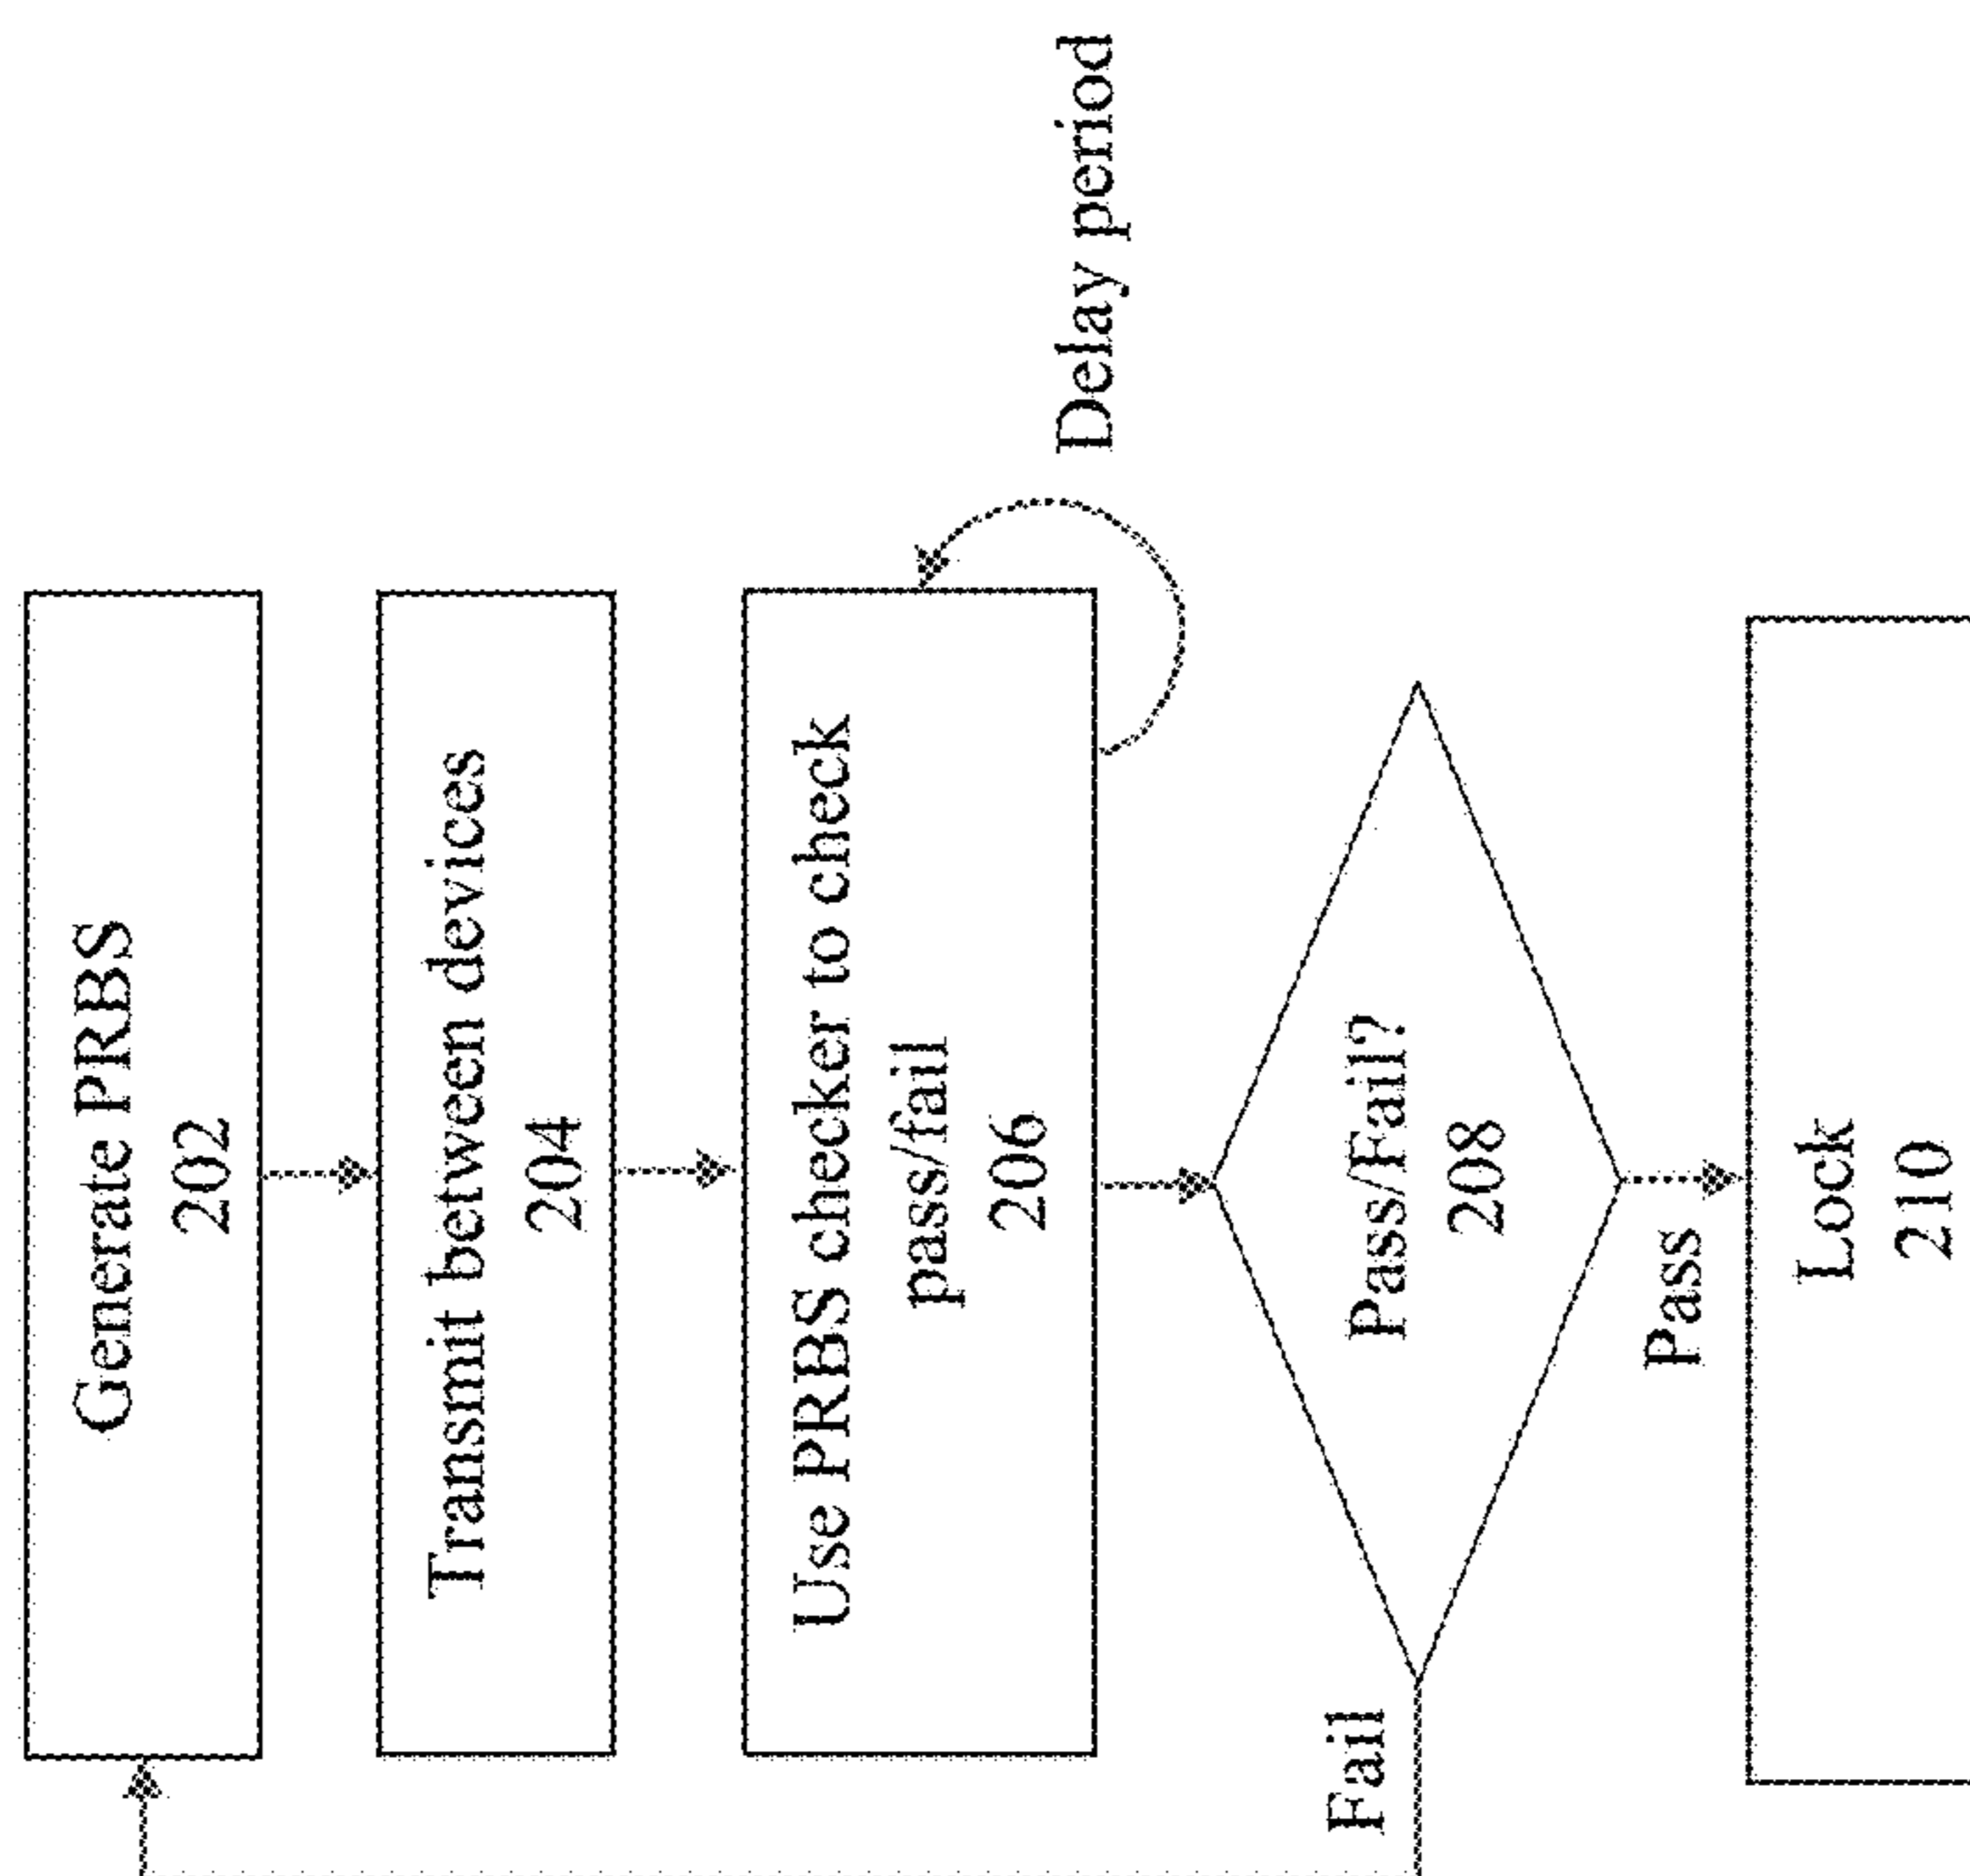 Generate PRBS
202
Transmit between devices
204
Use PRBS checker to check
pass/fail
206
Delay period
Pass/Fail?
208
Fail
Pass
Lock
210